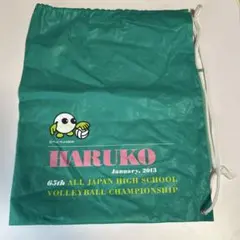 HARUKO
January, 2013
65th ALL JAPAN HIGH SCHOOL
VOLLEYBALL CHAMPIONSHIP